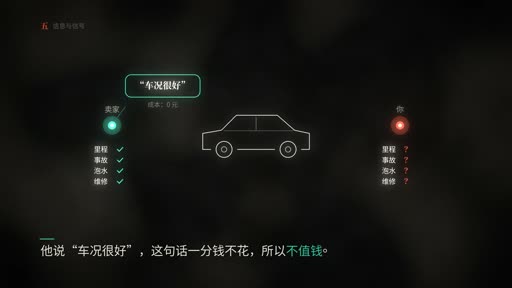 五 信息与信号
“车况很好”
成本：0 元
卖家
你
里程 ✓
事故 ✓
泡水 ✓
维修 ✓
里程 ?
事故 ?
泡水 ?
维修 ?
他说“车况很好”，这句话一分钱不花，所以不值钱。